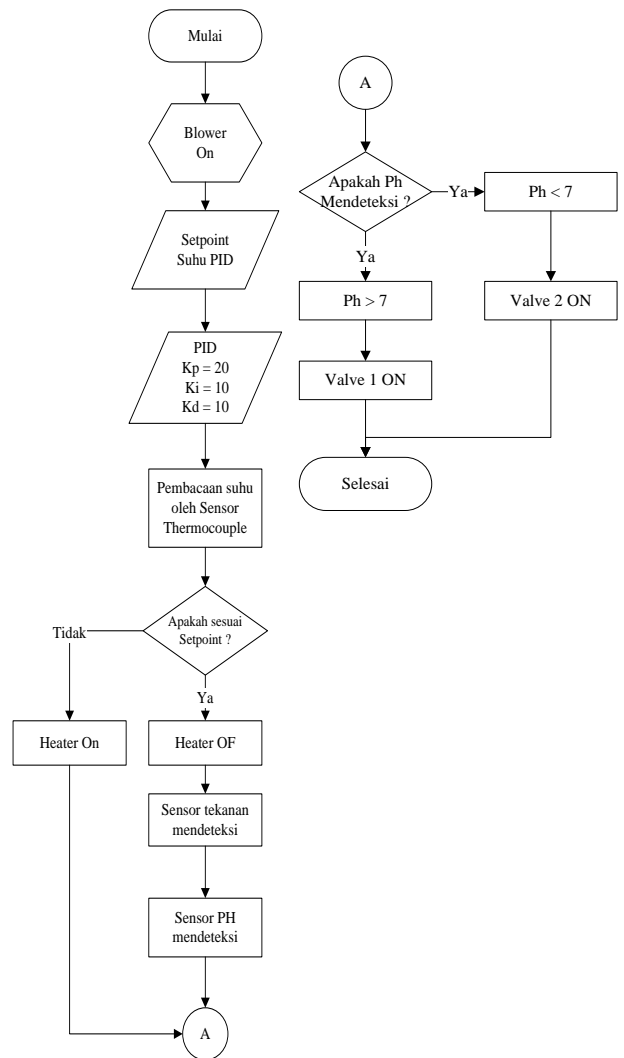 Mulai
Blower
On
Setpoint
Suhu PID
PID
Kp = 20
Ki = 10
Kd = 10
Pembacaan suhu
oleh Sensor
Thermocouple
Apakah sesuai
Setpoint ?
Tidak
Ya
Heater On
Heater OF
Sensor tekanan
mendeteksi
Sensor PH
mendeteksi
A
A
Apakah Ph
Mendeteksi ?
Ya
Ph < 7
Ya
Ph > 7
Valve 2 ON
Valve 1 ON
Selesai